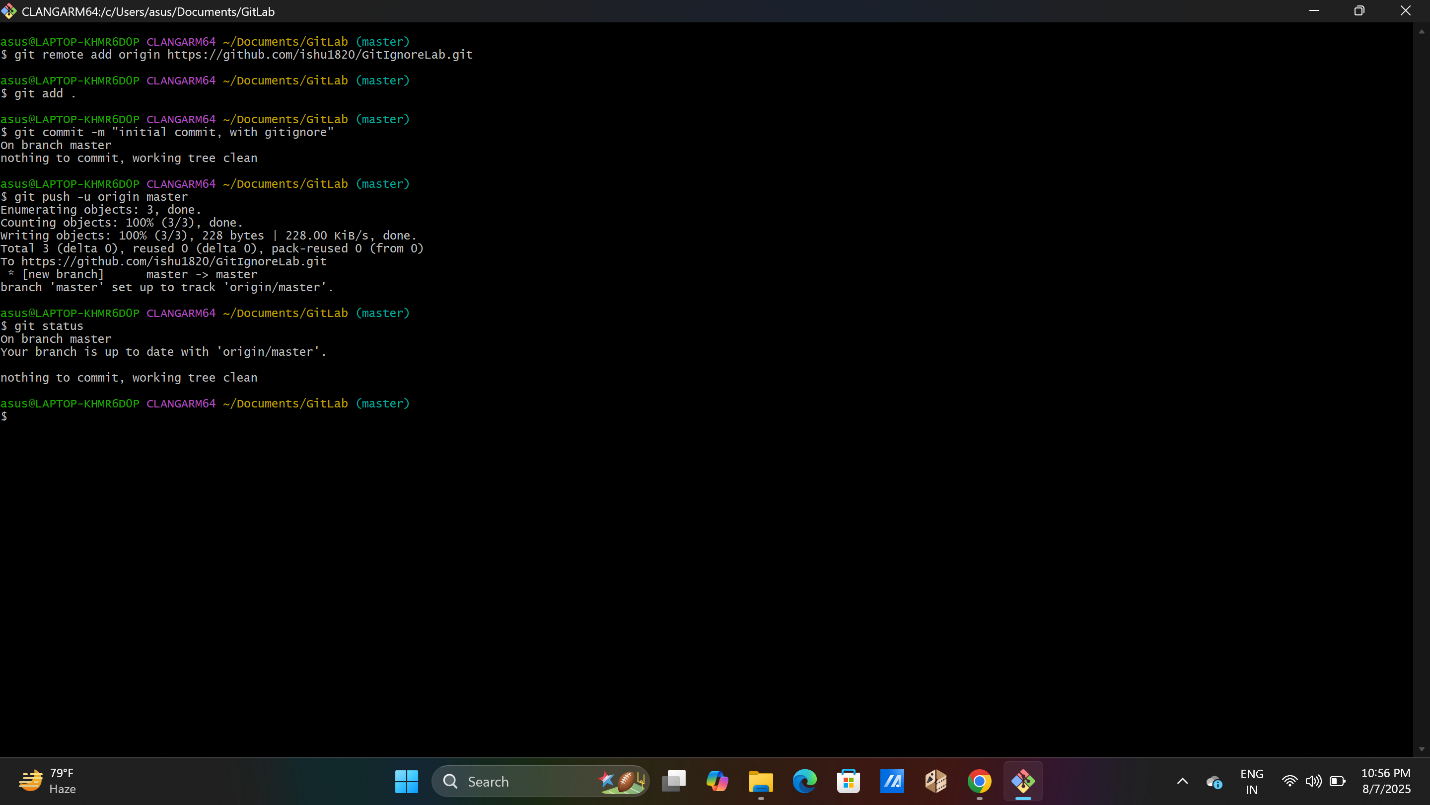 CLANGARM64:/c/Users/asus/Documents/GitLab
asus@LAPTOP-KHMR6D0P CLANGARM64 ~/Documents/GitLab (master)
$ git remote add origin https://github.com/ishu1820/GitIgnoreLab.git
asus@LAPTOP-KHMR6D0P CLANGARM64 ~/Documents/GitLab (master)
$ git add .
asus@LAPTOP-KHMR6D0P CLANGARM64 ~/Documents/GitLab (master)
$ git commit -m "initial commit, with gitignore"
On branch master
nothing to commit, working tree clean
asus@LAPTOP-KHMR6D0P CLANGARM64 ~/Documents/GitLab (master)
$ git push -u origin master
Enumerating objects: 3, done.
Counting objects: 100% (3/3), done.
Writing objects: 100% (3/3), 228 bytes | 228.00 KiB/s, done.
Total 3 (delta 0), reused 0 (delta 0), pack-reused 0 (from 0)
To https://github.com/ishu1820/GitIgnoreLab.git
 * [new branch]      master -> master
branch 'master' set up to track 'origin/master'.
asus@LAPTOP-KHMR6D0P CLANGARM64 ~/Documents/GitLab (master)
$ git status
On branch master
Your branch is up to date with 'origin/master'.
nothing to commit, working tree clean
asus@LAPTOP-KHMR6D0P CLANGARM64 ~/Documents/GitLab (master)
$
79°F
Haze
Search
ENG
IN
10:56 PM
8/7/2025